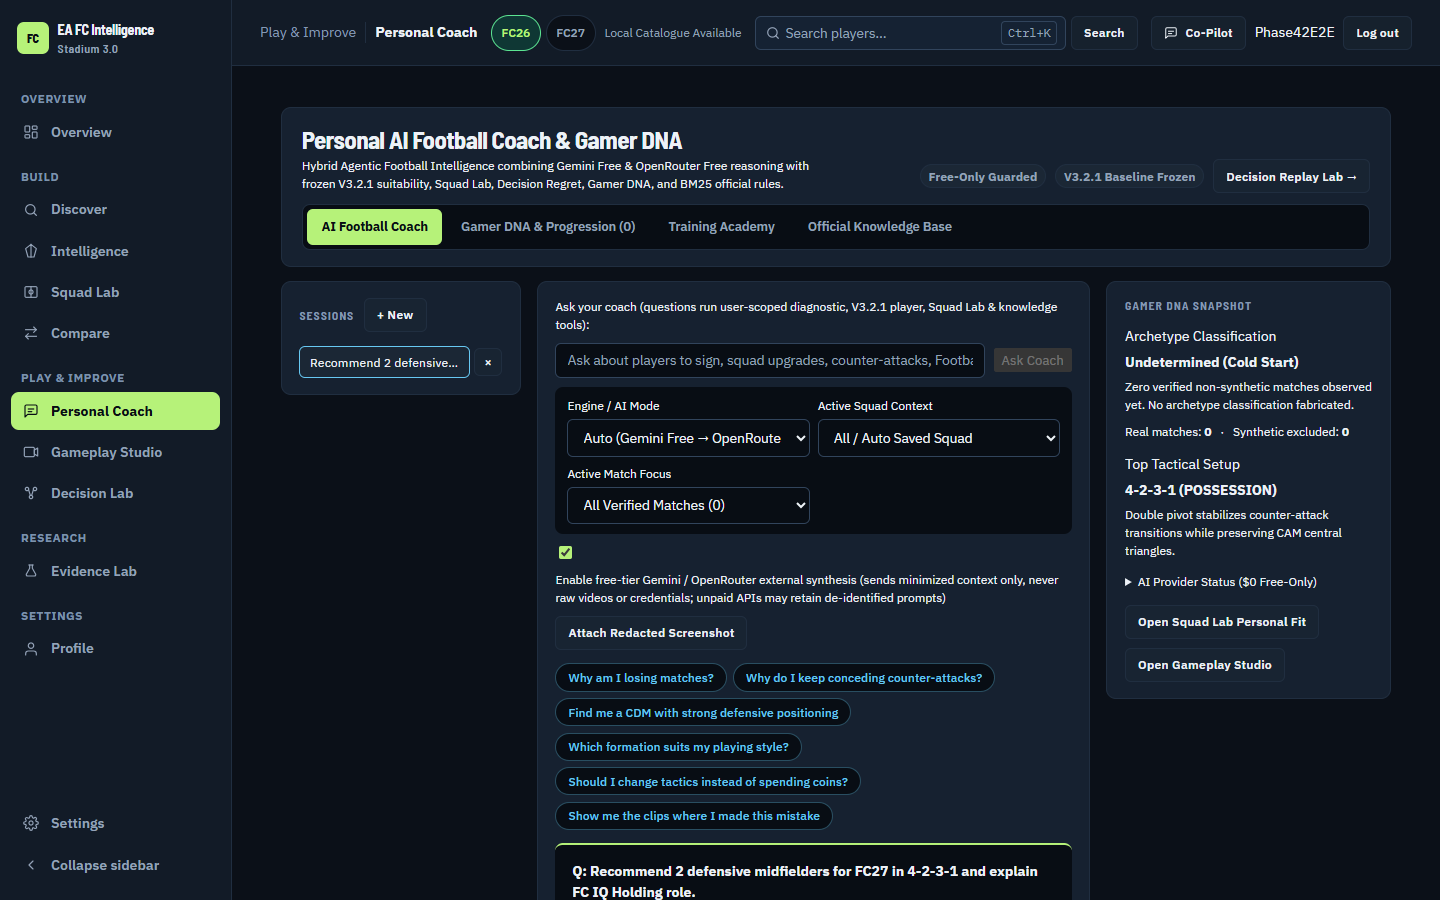 FC
EA FC Intelligence
Stadium 3.0
OVERVIEW
Overview
BUILD
Discover
Intelligence
Squad Lab
Compare
PLAY & IMPROVE
Personal Coach
Gameplay Studio
Decision Lab
RESEARCH
Evidence Lab
SETTINGS
Profile
Settings
Collapse sidebar
Play & Improve
Personal Coach
FC26
FC27
Local Catalogue Available
Search players...
Ctrl+K
Search
Co-Pilot
Phase42E2E
Log out
Personal AI Football Coach & Gamer DNA
Hybrid Agentic Football Intelligence combining Gemini Free & OpenRouter Free reasoning with
frozen V3.2.1 suitability, Squad Lab, Decision Regret, Gamer DNA, and BM25 official rules.
Free-Only Guarded
V3.2.1 Baseline Frozen
Decision Replay Lab →
AI Football Coach
Gamer DNA & Progression (0)
Training Academy
Official Knowledge Base
SESSIONS
+ New
Recommend 2 defensive...
×
Ask your coach (questions run user-scoped diagnostic, V3.2.1 player, Squad Lab & knowledge
tools):
Ask about players to sign, squad upgrades, counter-attacks, Footba
Ask Coach
Engine / AI Mode
Active Squad Context
Auto (Gemini Free → OpenRoute
All / Auto Saved Squad
Active Match Focus
All Verified Matches (0)
Enable free-tier Gemini / OpenRouter external synthesis (sends minimized context only, never
raw videos or credentials; unpaid APIs may retain de-identified prompts)
Attach Redacted Screenshot
Why am I losing matches?
Why do I keep conceding counter-attacks?
Find me a CDM with strong defensive positioning
Which formation suits my playing style?
Should I change tactics instead of spending coins?
Show me the clips where I made this mistake
Q: Recommend 2 defensive midfielders for FC27 in 4-2-3-1 and explain
FC IQ Holding role.
GAMER DNA SNAPSHOT
Archetype Classification
Undetermined (Cold Start)
Zero verified non-synthetic matches observed
yet. No archetype classification fabricated.
Real matches: 0 · Synthetic excluded: 0
Top Tactical Setup
4-2-3-1 (POSSESSION)
Double pivot stabilizes counter-attack
transitions while preserving CAM central
triangles.
▶ AI Provider Status ($0 Free-Only)
Open Squad Lab Personal Fit
Open Gameplay Studio